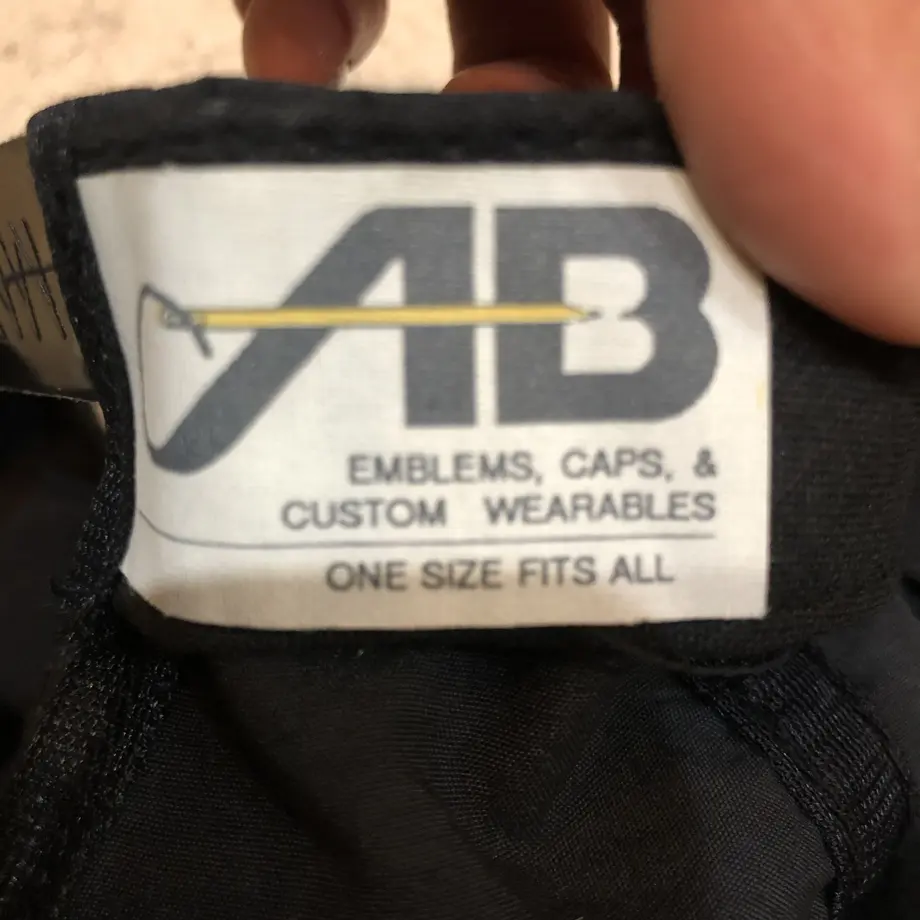 AB
EMBLEMS, CAPS, &
CUSTOM WEARABLES
ONE SIZE FITS ALL